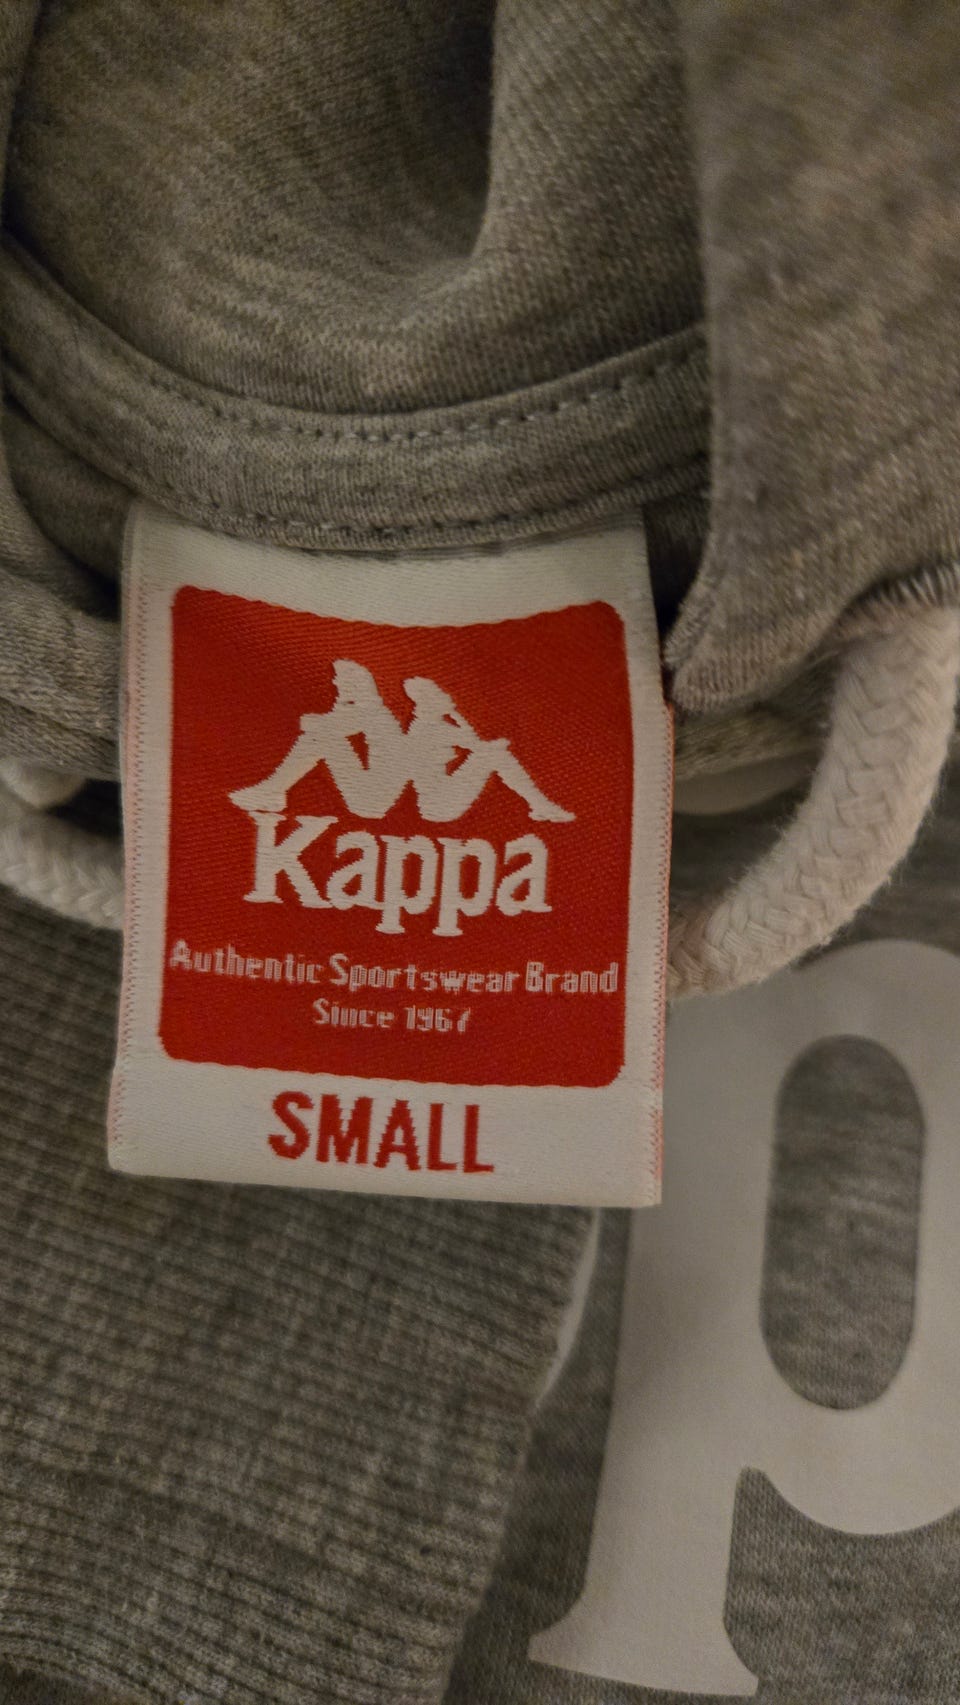 Kappa
Authentic Sportswear Brand
Since 1967
SMALL
p